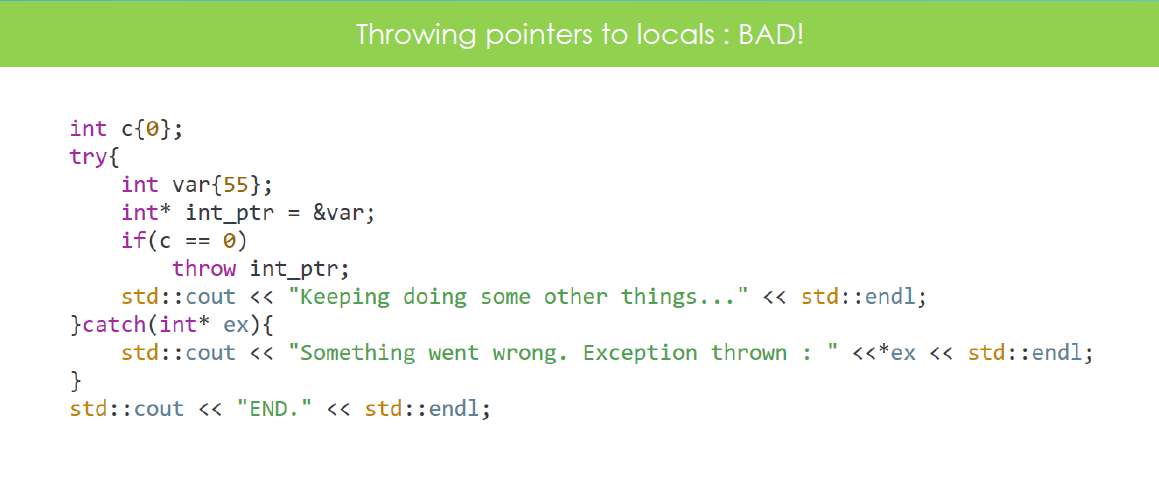 Throwing pointers to locals : BAD!
int c{0};
try{
    int var{55};
    int* int_ptr = &var;
    if(c == 0)
        throw int_ptr;
    std::cout << "Keeping doing some other things..." << std::endl;
}catch(int* ex){
    std::cout << "Something went wrong. Exception thrown : " <<*ex << std::endl;
}
std::cout << "END." << std::endl;